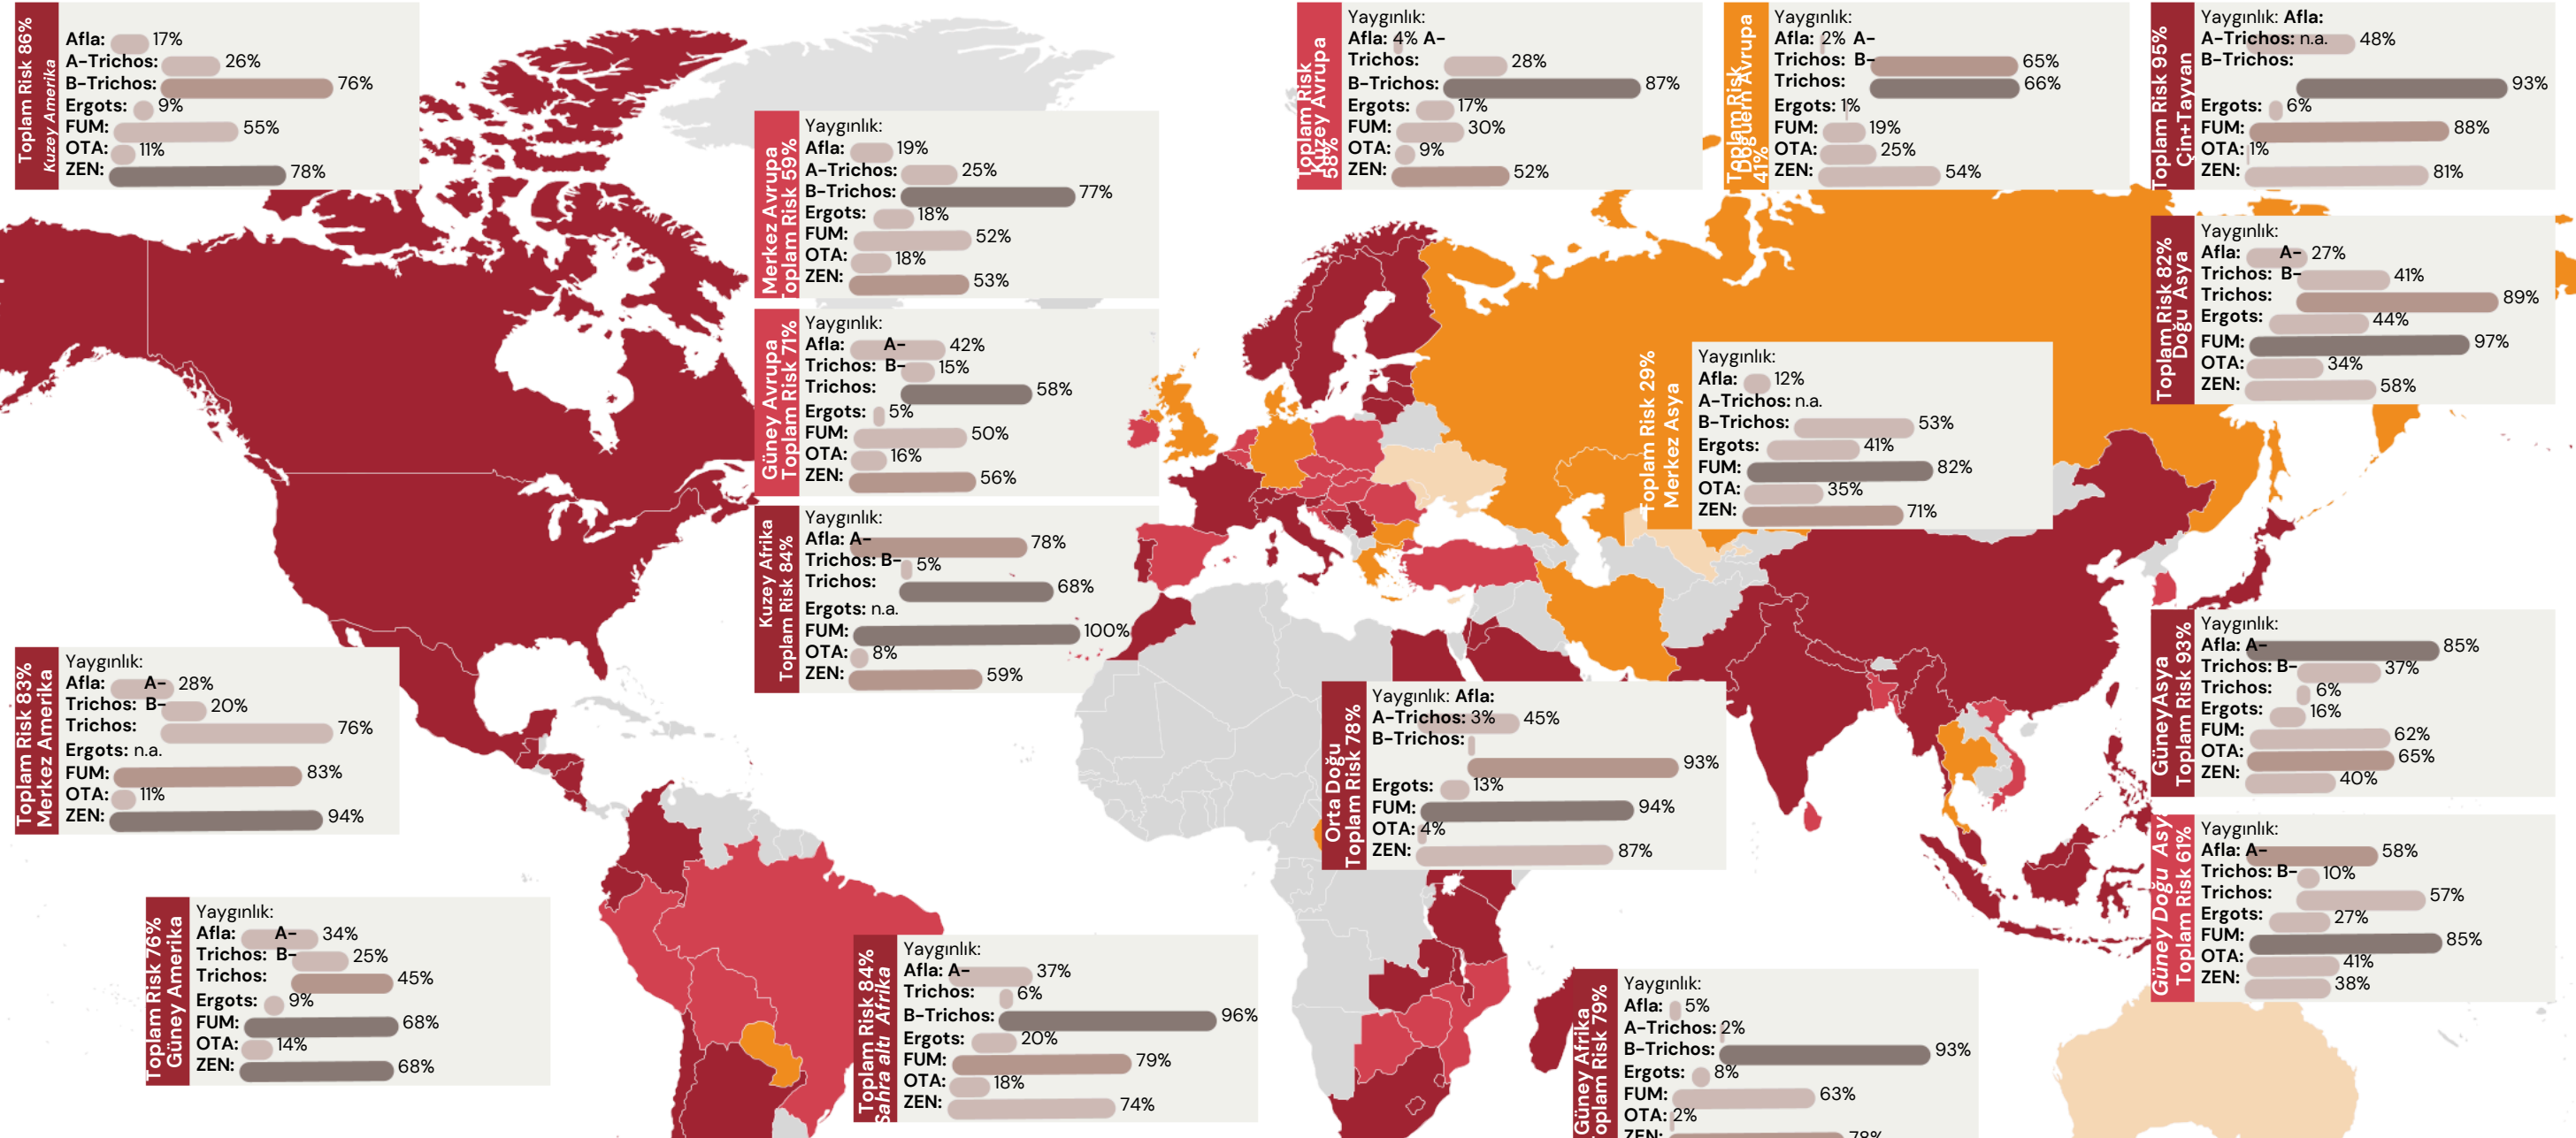 Toplam Risk 86%
Kuzey Amerika
Afla: 17%
A-Trichos: 26%
B-Trichos: 76%
Ergots: 9%
FUM: 55%
OTA: 11%
ZEN: 78%
Merkez Avrupa
Toplam Risk 59%
Yaygınlık:
Afla: 19%
A-Trichos: 25%
B-Trichos: 77%
Ergots: 18%
FUM: 52%
OTA: 18%
ZEN: 53%
Güney Avrupa
Toplam Risk 71%
Yaygınlık:
Afla: A- 42%
Trichos: B- 15%
Trichos: 58%
Ergots: 5%
FUM: 50%
OTA: 16%
ZEN: 56%
Kuzey Afrika
Toplam Risk 84%
Yaygınlık:
Afla: A- 78%
Trichos: B- 5%
Trichos: 68%
Ergots: n.a.
FUM: 100%
OTA: 8%
ZEN: 59%
Toplam Risk
Kuzey Avrupa
58%
Yaygınlık:
Afla: 4% A-
Trichos: 28%
B-Trichos: 87%
Ergots: 17%
FUM: 30%
OTA: 9%
ZEN: 52%
Toplam Risk
Avrupa
41%
Yaygınlık:
Afla: 2% A-
Trichos: B- 65%
Trichos: 66%
Ergots: 1%
FUM: 19%
OTA: 25%
ZEN: 54%
Toplam Risk 95%
Çin+Tayvan
Yaygınlık: Afla:
A-Trichos: n.a. 48%
B-Trichos:
93%
Ergots: 6%
FUM: 88%
OTA: 1%
ZEN: 81%
Toplam Risk 82%
Doğu Asya
Yaygınlık:
Afla: A- 27%
Trichos: B- 41%
Trichos: 89%
Ergots: 44%
FUM: 97%
OTA: 34%
ZEN: 58%
Toplam Risk 29%
Merkez Asya
Yaygınlık:
Afla: 12%
A-Trichos: n.a.
B-Trichos: 53%
Ergots: 41%
FUM: 82%
OTA: 35%
ZEN: 71%
Toplam Risk 83%
Merkez Amerika
Yaygınlık:
Afla: A- 28%
Trichos: B- 20%
Trichos: 76%
Ergots: n.a.
FUM: 83%
OTA: 11%
ZEN: 94%
Orta Doğu
Toplam Risk 78%
Yaygınlık: Afla:
A-Trichos: 3% 45%
B-Trichos:
93%
Ergots: 13%
FUM: 94%
OTA: 4%
ZEN: 87%
GüneyAsya
Toplam Risk 93%
Yaygınlık:
Afla: A- 85%
Trichos: B- 37%
Trichos: 6%
Ergots: 16%
FUM: 62%
OTA: 65%
ZEN: 40%
Güney Doğu Asya
Toplam Risk 61%
Yaygınlık:
Afla: A- 58%
Trichos: B- 10%
Trichos: 57%
Ergots: 27%
FUM: 85%
OTA: 41%
ZEN: 38%
Toplam Risk 76%
Güney Amerika
Yaygınlık:
Afla: A- 34%
Trichos: B- 25%
Trichos: 45%
Ergots: 9%
FUM: 68%
OTA: 14%
ZEN: 68%
Toplam Risk 84%
Sahra altı Afrika
Yaygınlık:
Afla: A- 37%
Trichos: 6%
B-Trichos: 96%
Ergots: 20%
FUM: 79%
OTA: 18%
ZEN: 74%
Güney Afrika
Toplam Risk 79%
Yaygınlık:
Afla: 5%
A-Trichos: 2%
B-Trichos: 93%
Ergots: 8%
FUM: 63%
OTA: 2%
ZEN: 78%